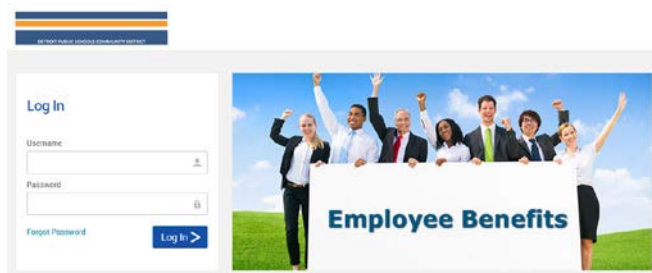 DETROIT PUBLIC SCHOOLS COMMUNITY DISTRICT
Log In
Username
Password
Forgot Password
Log In >
Employee Benefits